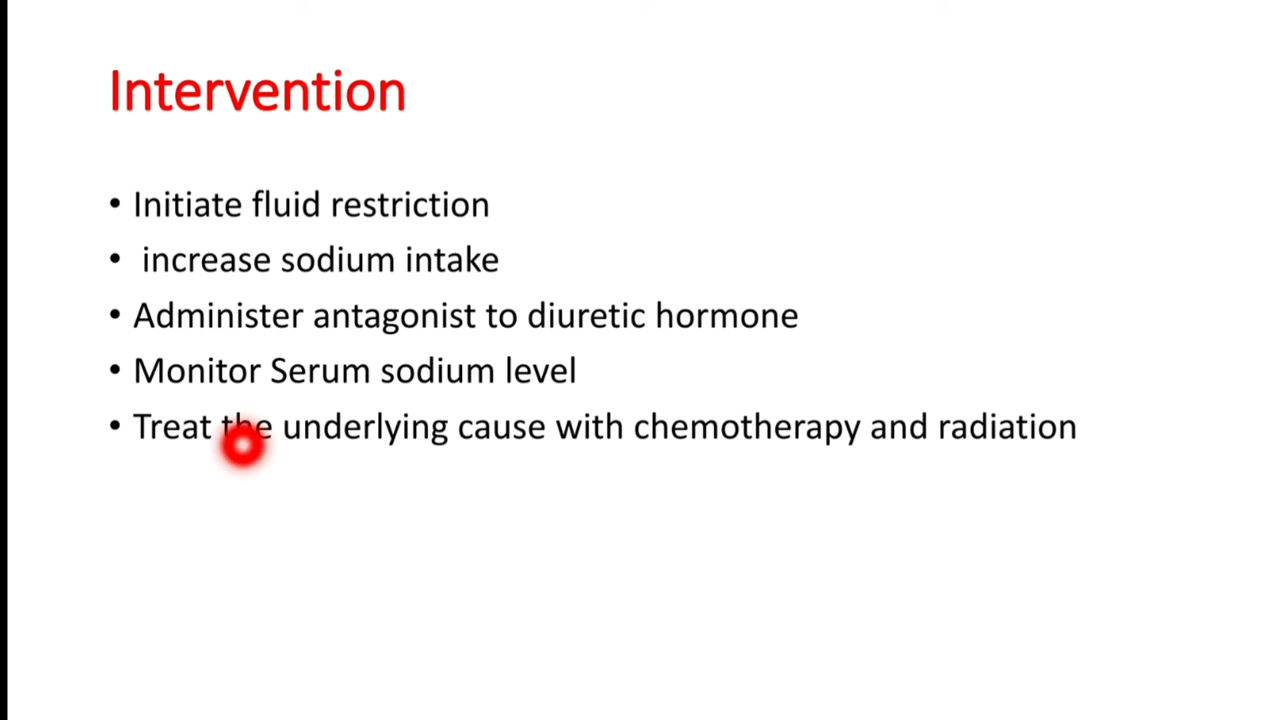 Intervention
• Initiate fluid restriction
• increase sodium intake
• Administer antagonist to diuretic hormone
• Monitor Serum sodium level
• Treat the underlying cause with chemotherapy and radiation